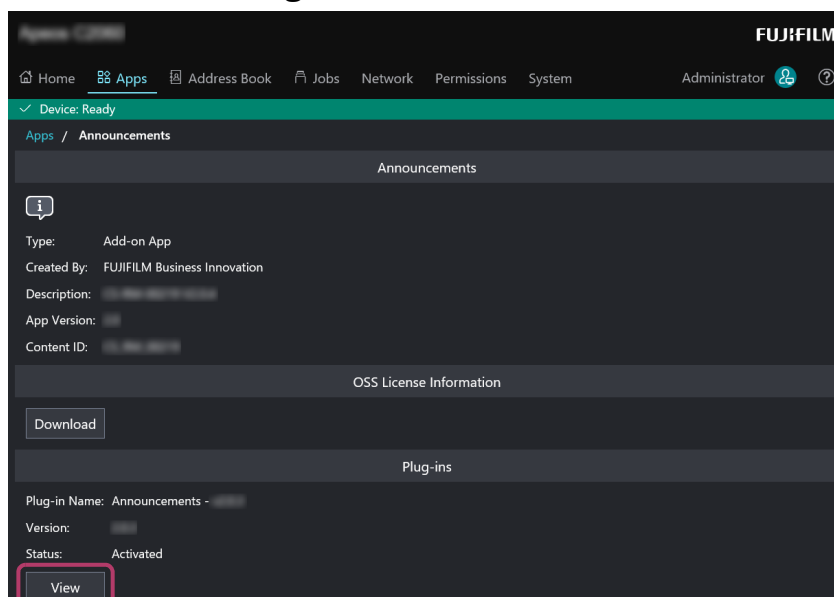 FUJIFILM
Home Apps Address Book Jobs Network Permissions System Administrator
Device: Ready
Apps / Announcements
Announcements
Type: Add-on App
Created By: FUJIFILM Business Innovation
Description:
App Version:
Content ID:
OSS License Information
Download
Plug-ins
Plug-in Name: Announcements -
Version:
Status: Activated
View